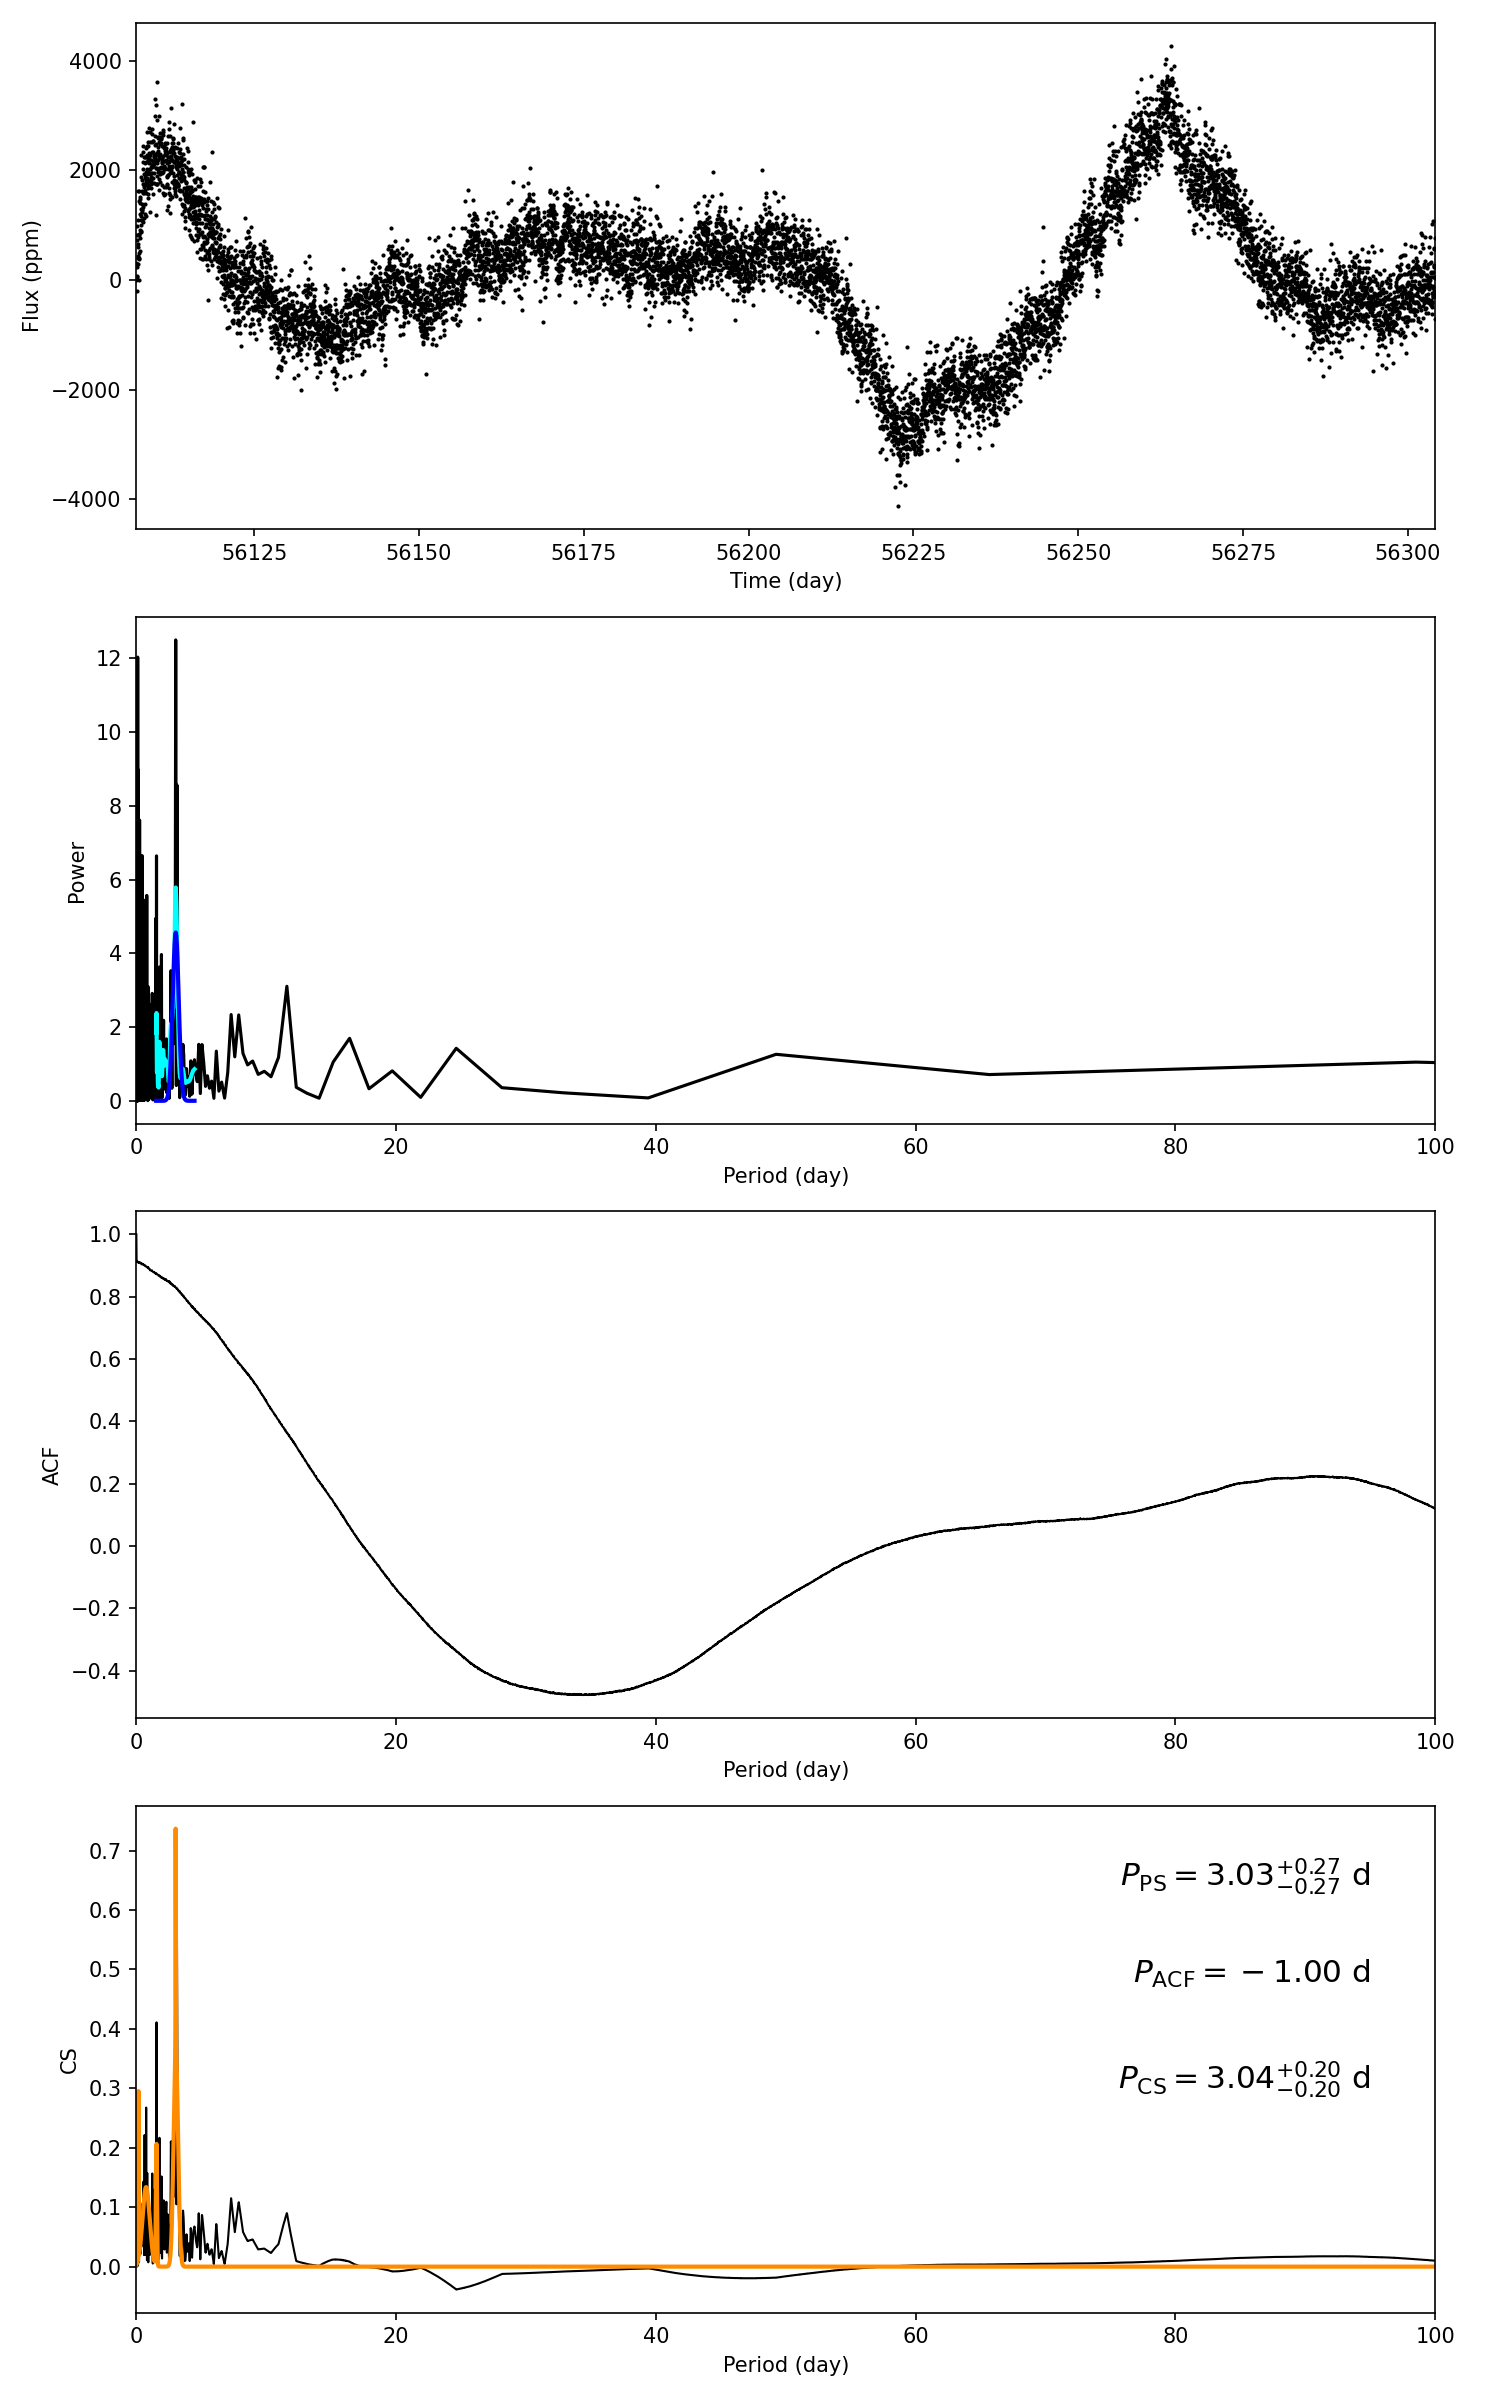 4000
2000
0
−2000
−4000
Flux (ppm)
56125 56150 56175 56200 56225 56250 56275 56300
Time (day)
12
10
8
6
4
2
0
Power
0 20 40 60 80 100
Period (day)
1.0
0.8
0.6
0.4
0.2
0.0
−0.2
−0.4
ACF
0 20 40 60 80 100
Period (day)
0.7
0.6
0.5
0.4
0.3
0.2
0.1
0.0
CS
P_PS = 3.03^{+0.27}_{−0.27} d
P_ACF = −1.00 d
P_CS = 3.04^{+0.20}_{−0.20} d
0 20 40 60 80 100
Period (day)